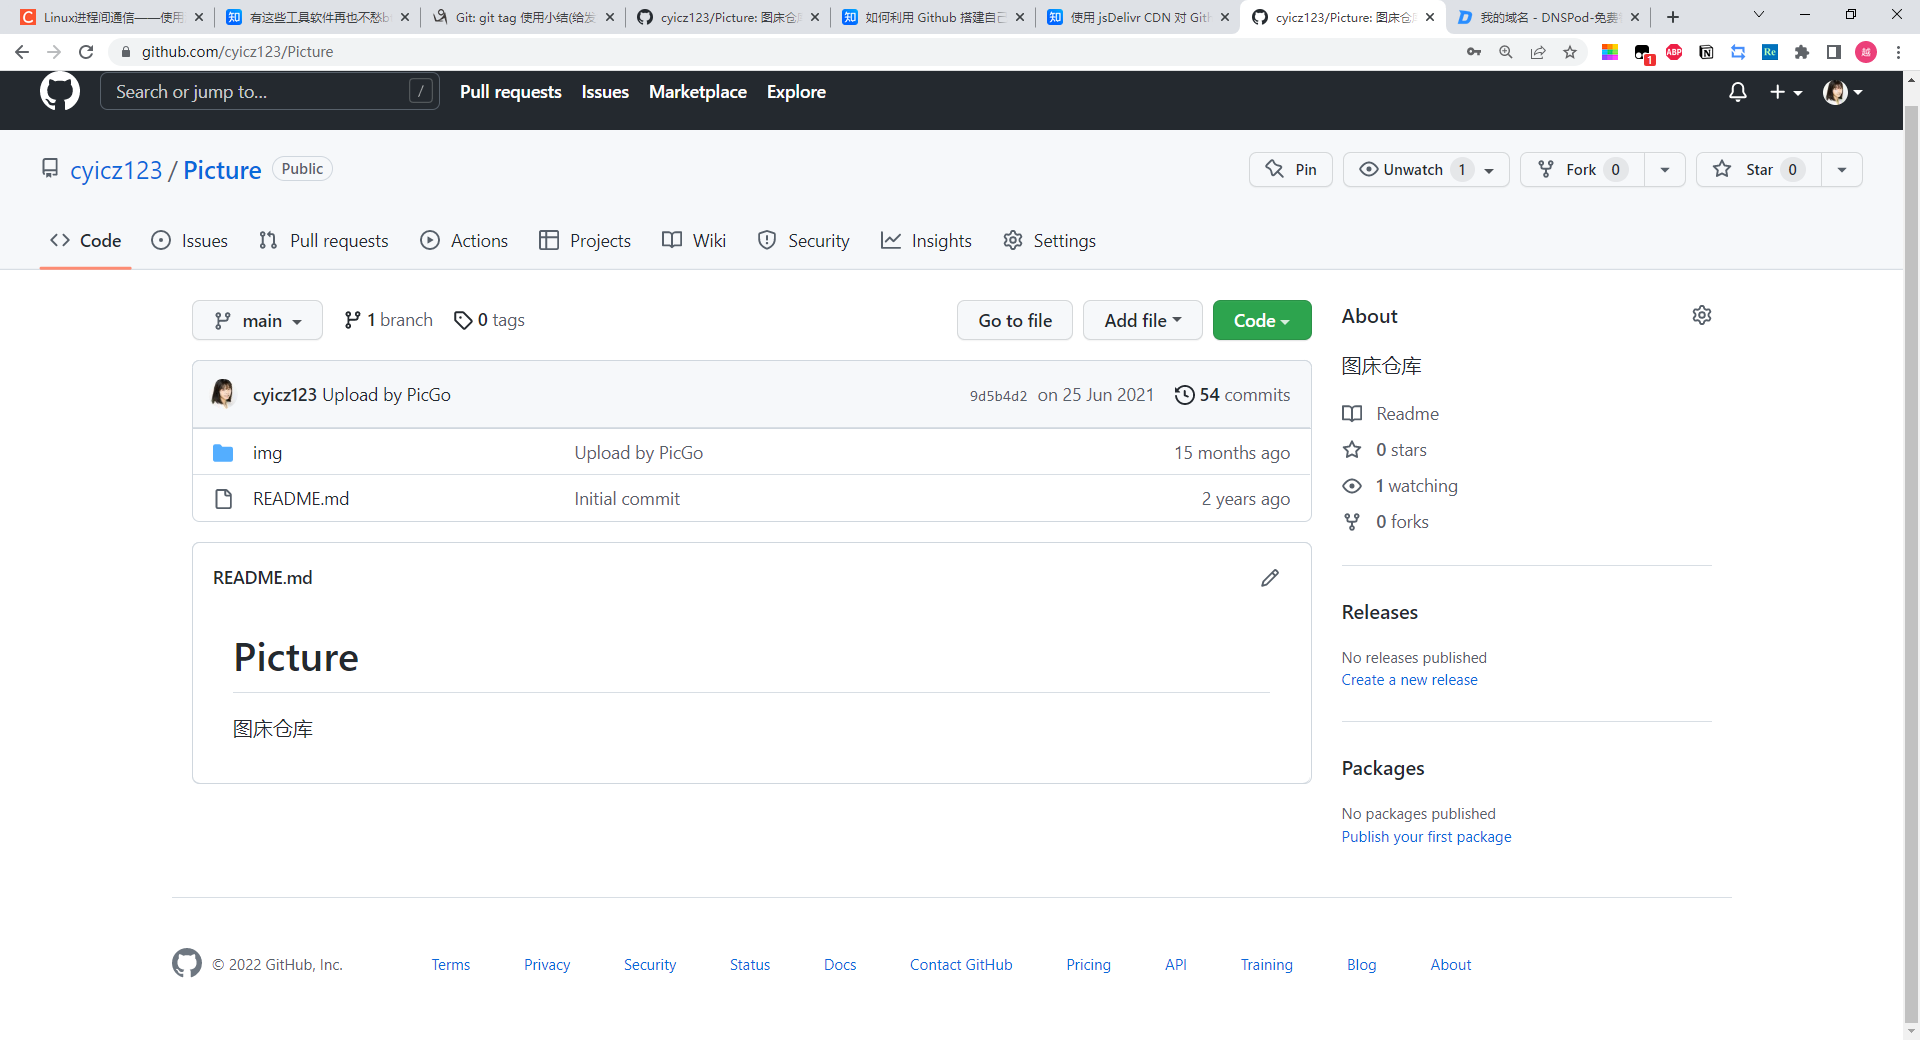 Linux进程间通信——使用
有这些工具软件再也不愁b
Git: git tag 使用小结(给发
cyicz123/Picture: 图床仓
如何利用 Github 搭建自己
使用 jsDelivr CDN 对 Gith
cyicz123/Picture: 图床仓
我的域名 - DNSPod-免费
github.com/cyicz123/Picture
1
ABP
Re
越
Search or jump to...
/
Pull requests
Issues
Marketplace
Explore
cyicz123 / Picture
Public
Pin
Unwatch 1
Fork 0
Star 0
Code
Issues
Pull requests
Actions
Projects
Wiki
Security
Insights
Settings
main
1 branch
0 tags
Go to file
Add file
Code
About
图床仓库
cyicz123 Upload by PicGo
9d5b4d2 on 25 Jun 2021
54 commits
Readme
0 stars
img
Upload by PicGo
15 months ago
1 watching
README.md
Initial commit
2 years ago
0 forks
README.md
Picture
图床仓库
Releases
No releases published
Create a new release
Packages
No packages published
Publish your first package
© 2022 GitHub, Inc.
Terms
Privacy
Security
Status
Docs
Contact GitHub
Pricing
API
Training
Blog
About